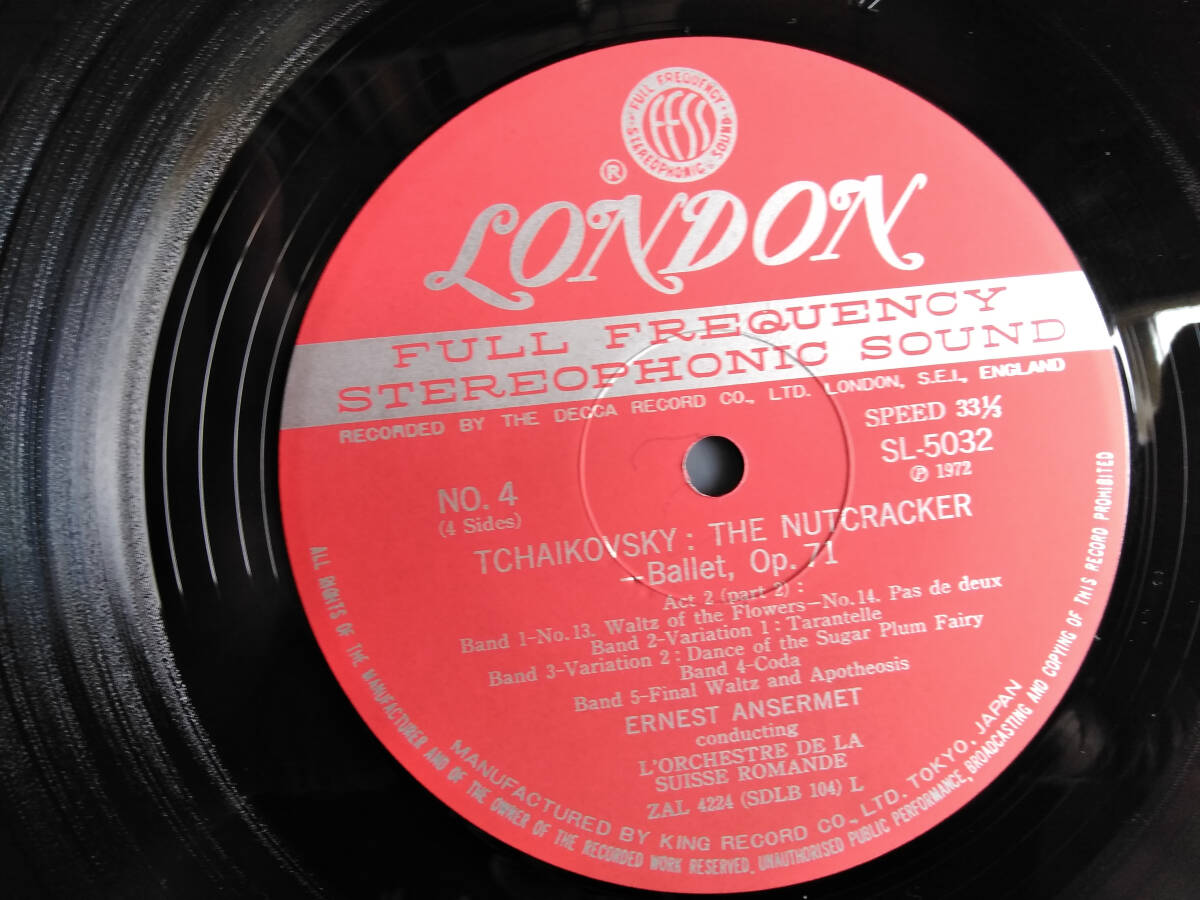 FULL FREQUENCY
FFSS
STEREOPHONIC SOUND
®
LONDON
FULL FREQUENCY
STEREOPHONIC SOUND
RECORDED BY THE DECCA RECORD CO., LTD. LONDON, S.E.I., ENGLAND
SPEED 33⅓
SL-5032
℗ 1972
NO. 4
(4 Sides)
TCHAIKOVSKY: THE NUTCRACKER
—Ballet, Op. 71
Act 2 (part 2) :
Band 1—No. 13. Waltz of the Flowers—No. 14. Pas de deux
Band 2-Variation 1 : Tarantelle
Band 3-Variation 2 : Dance of the Sugar Plum Fairy
Band 4-Coda
Band 5-Final Waltz and Apotheosis
ERNEST ANSERMET
conducting
L'ORCHESTRE DE LA
SUISSE ROMANDE
ZAL 4224 (SDLB 104) L
MANUFACTURED BY KING RECORD CO., LTD. TOKYO, JAPAN
ALL RIGHTS OF THE MANUFACTURER AND OF THE OWNER OF THE RECORDED WORK RESERVED, UNAUTHORISED PUBLIC PERFORMANCE, BROADCASTING AND COPYING OF THIS RECORD PROHIBITED